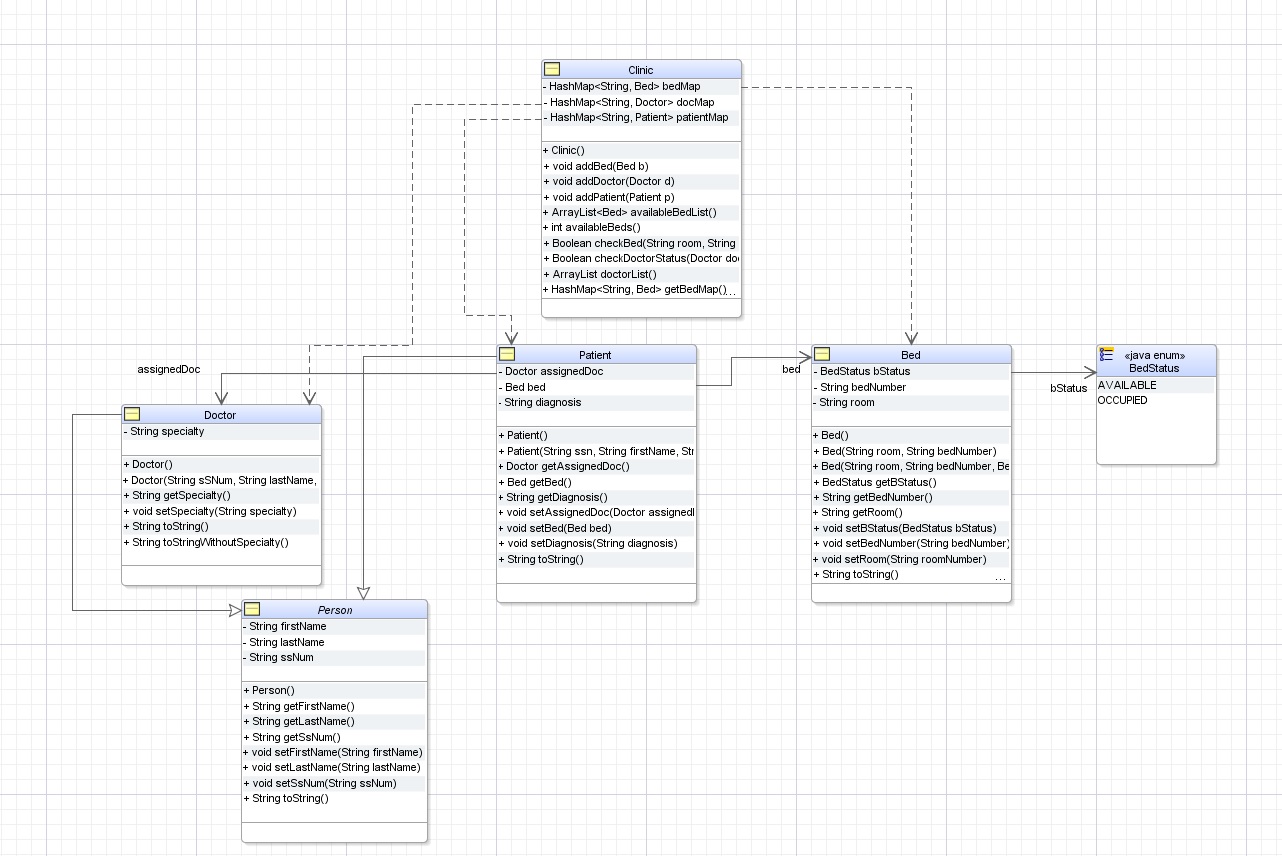 Clinic
- HashMap<String, Bed> bedMap
- HashMap<String, Doctor> docMap
- HashMap<String, Patient> patientMap
+ Clinic()
+ void addBed(Bed b)
+ void addDoctor(Doctor d)
+ void addPatient(Patient p)
+ ArrayList<Bed> availableBedList()
+ int availableBeds()
+ Boolean checkBed(String room, String
+ Boolean checkDoctorStatus(Doctor do
+ ArrayList doctorList()
+ HashMap<String, Bed> getBedMap()
...
assignedDoc
Doctor
- String specialty
+ Doctor()
+ Doctor(String sSNum, String lastName,
+ String getSpecialty()
+ void setSpecialty(String specialty)
+ String toString()
+ String toStringWithoutSpecialty()
Patient
- Doctor assignedDoc
- Bed bed
- String diagnosis
+ Patient()
+ Patient(String ssn, String firstName, Str
+ Doctor getAssignedDoc()
+ Bed getBed()
+ String getDiagnosis()
+ void setAssignedDoc(Doctor assigned
+ void setBed(Bed bed)
+ void setDiagnosis(String diagnosis)
+ String toString()
bed
Bed
- BedStatus bStatus
- String bedNumber
- String room
+ Bed()
+ Bed(String room, String bedNumber)
+ Bed(String room, String bedNumber, Be
+ BedStatus getBStatus()
+ String getBedNumber()
+ String getRoom()
+ void setBStatus(BedStatus bStatus)
+ void setBedNumber(String bedNumber)
+ void setRoom(String roomNumber)
+ String toString()
...
bStatus
«java enum»
BedStatus
AVAILABLE
OCCUPIED
Person
- String firstName
- String lastName
- String ssNum
+ Person()
+ String getFirstName()
+ String getLastName()
+ String getSsNum()
+ void setFirstName(String firstName)
+ void setLastName(String lastName)
+ void setSsNum(String ssNum)
+ String toString()